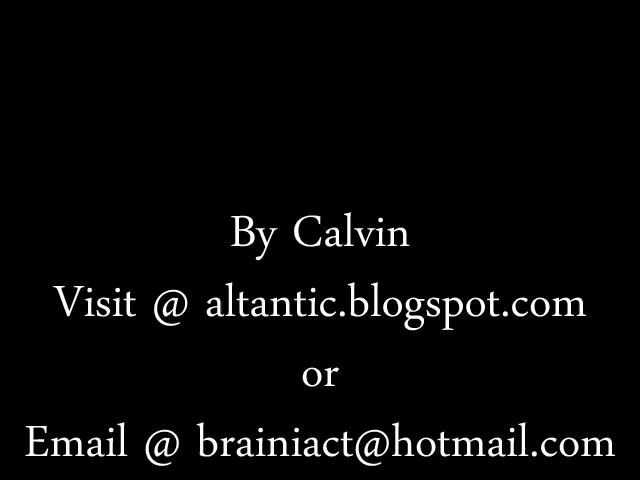 By Calvin
Visit @ altantic.blogspot.com
or
Email @ brainiact@hotmail.com